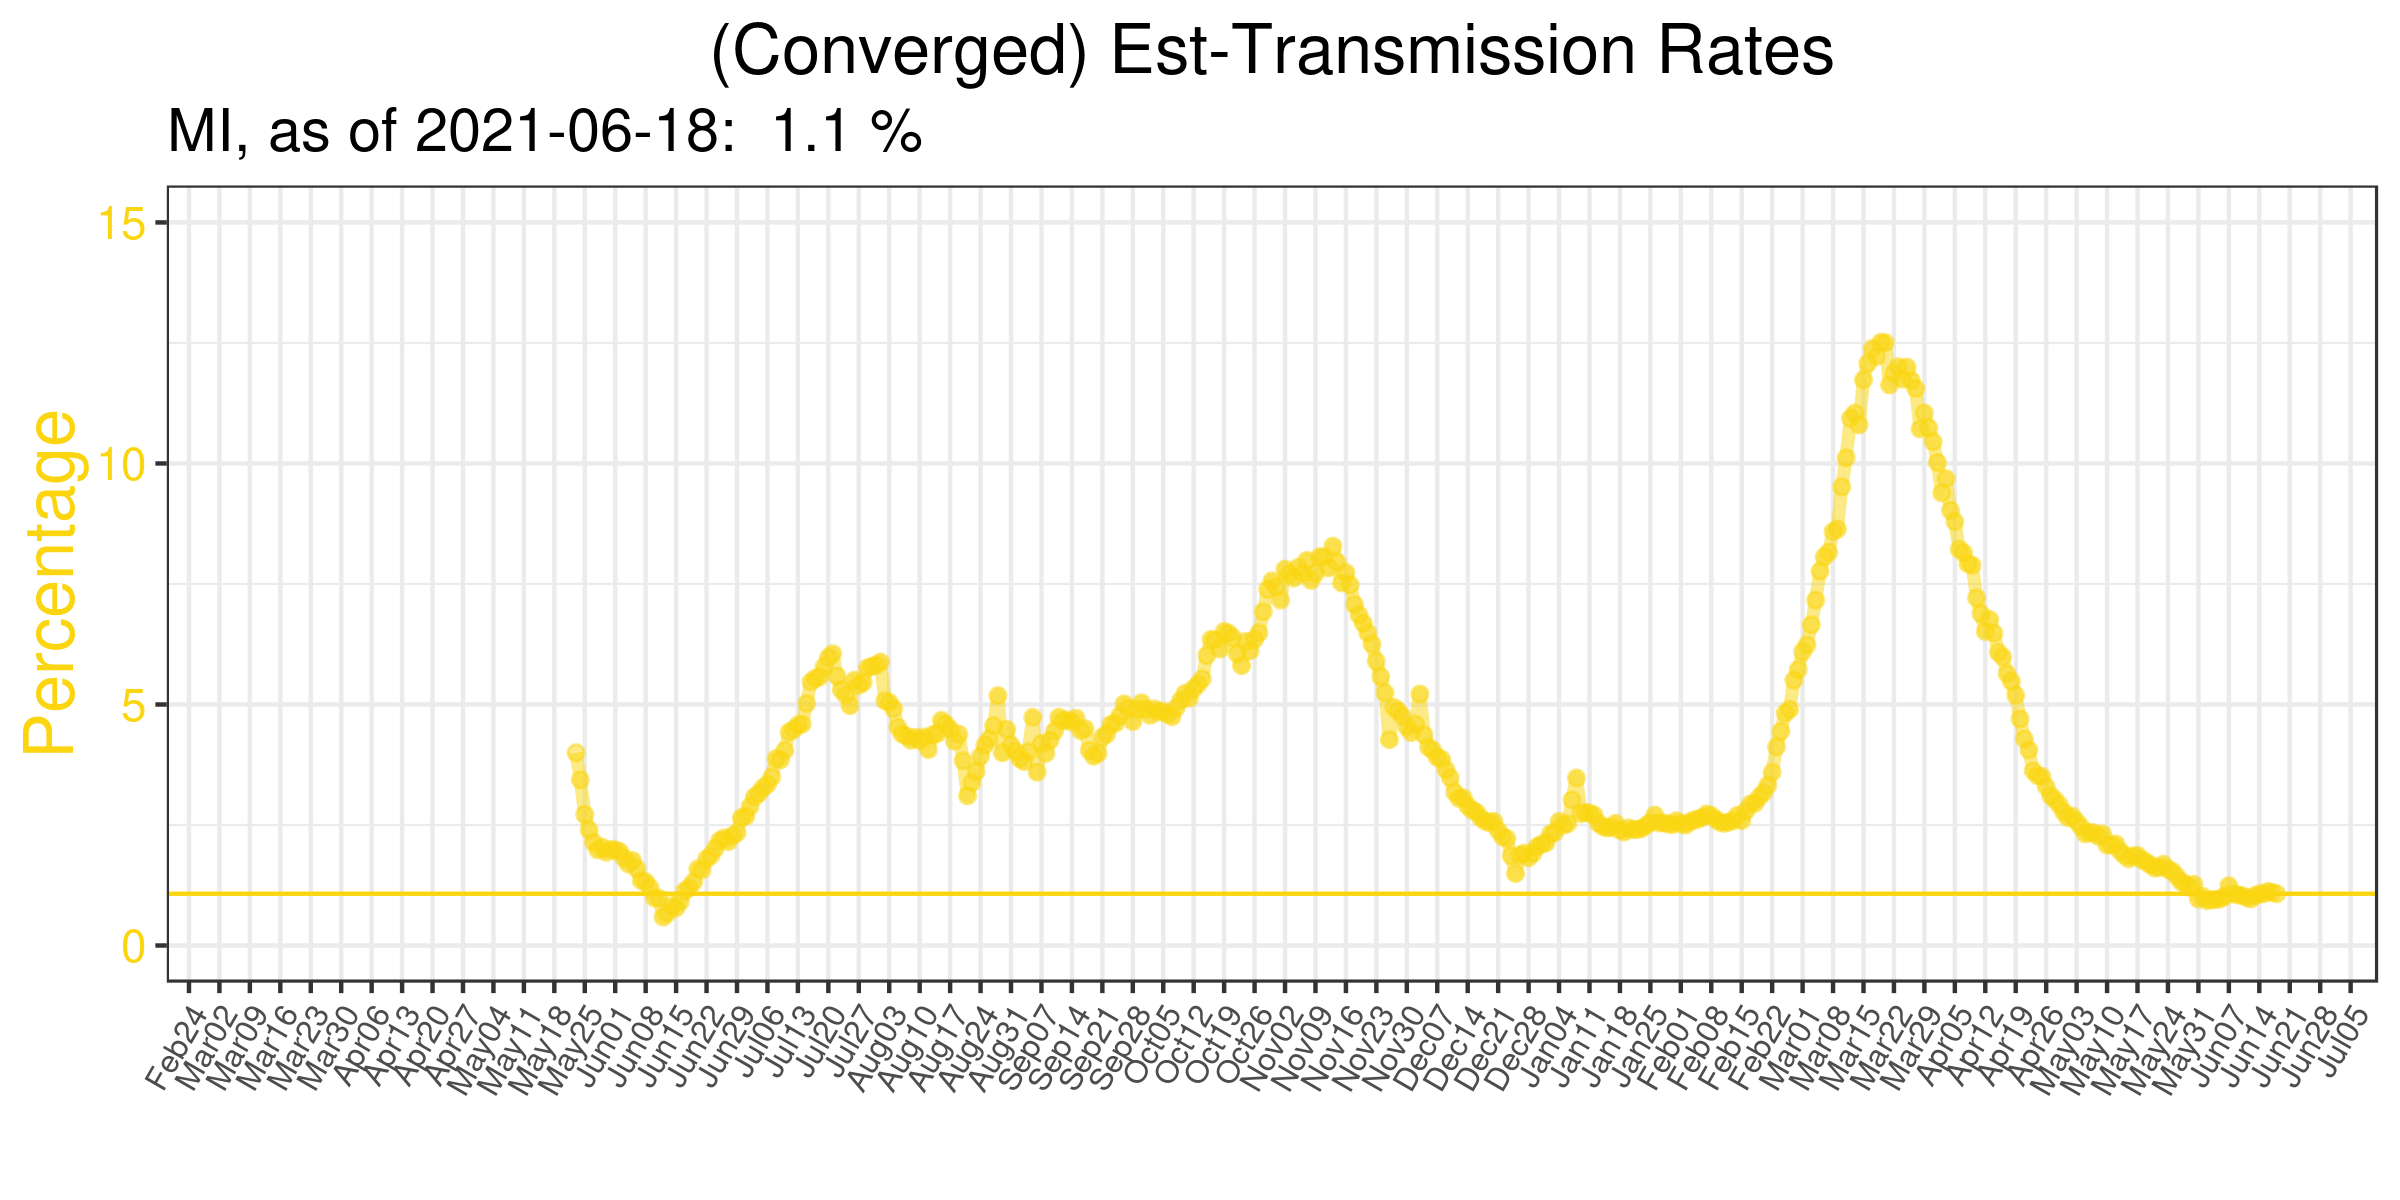 (Converged) Est-Transmission Rates
MI, as of 2021-06-18:  1.1 %
Percentage
15
10
5
0
Feb24
Mar02
Mar09
Mar16
Mar23
Mar30
Apr06
Apr13
Apr20
Apr27
May04
May11
May18
May25
Jun01
Jun08
Jun15
Jun22
Jun29
Jul06
Jul13
Jul20
Jul27
Aug03
Aug10
Aug17
Aug24
Aug31
Sep07
Sep14
Sep21
Sep28
Oct05
Oct12
Oct19
Oct26
Nov02
Nov09
Nov16
Nov23
Nov30
Dec07
Dec14
Dec21
Dec28
Jan04
Jan11
Jan18
Jan25
Feb01
Feb08
Feb15
Feb22
Mar01
Mar08
Mar15
Mar22
Mar29
Apr05
Apr12
Apr19
Apr26
May03
May10
May17
May24
May31
Jun07
Jun14
Jun21
Jun28
Jul05